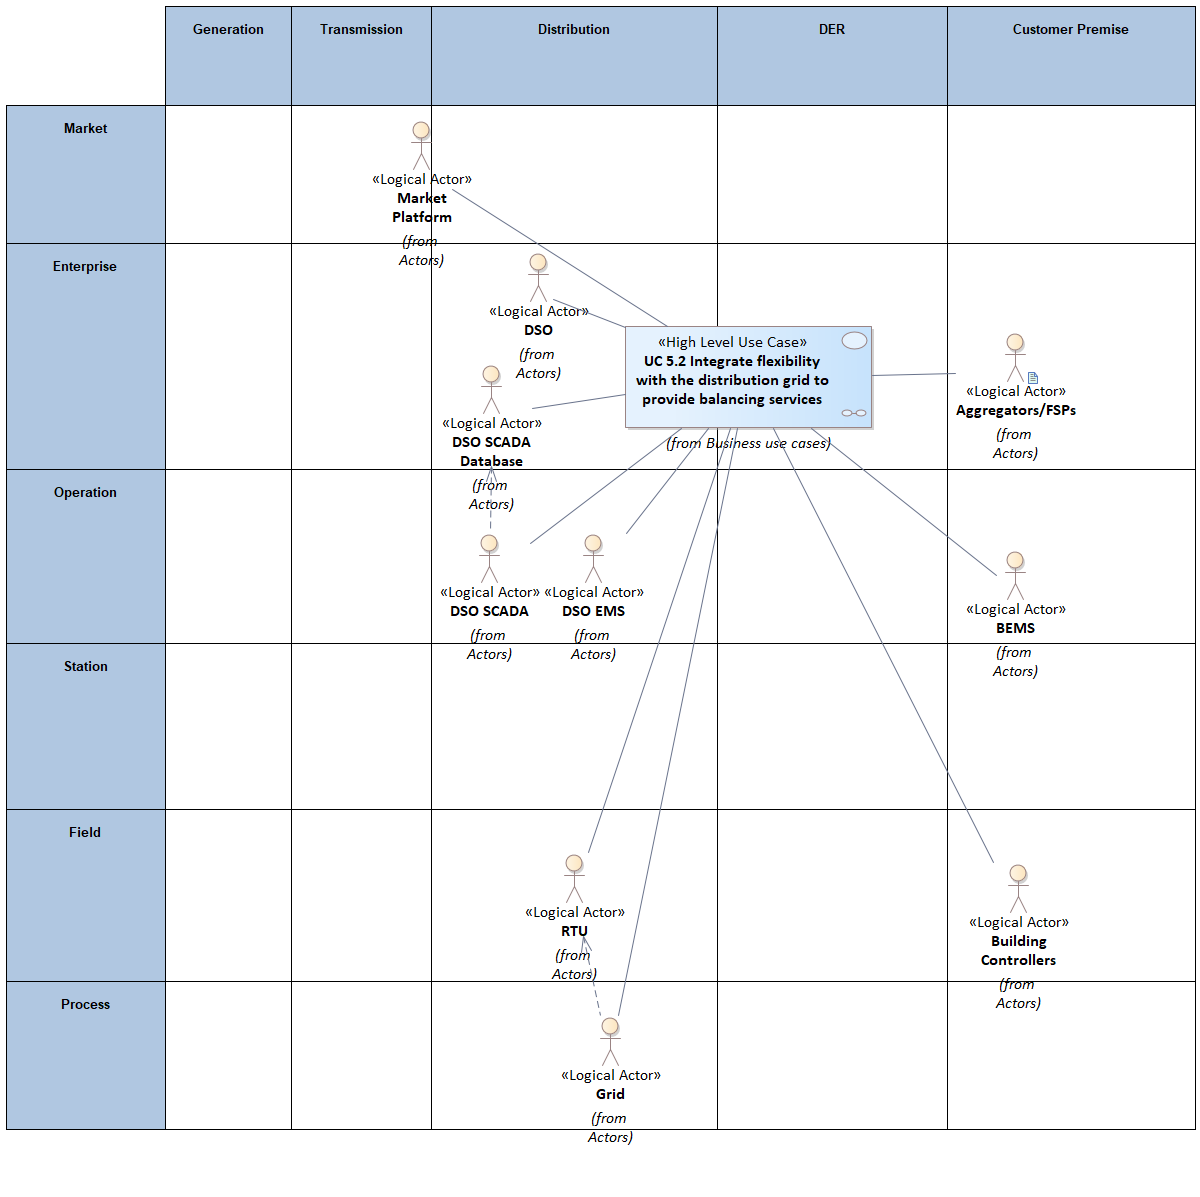 Generation
Transmission
Distribution
DER
Customer Premise
Market
«Logical Actor»
Market
Platform
(from
Actors)
Enterprise
«Logical Actor»
DSO
(from
Actors)
«High Level Use Case»
UC 5.2 Integrate flexibility
with the distribution grid to
provide balancing services
(from Business use cases)
«Logical Actor»
Aggregators/FSPs
(from
Actors)
«Logical Actor»
DSO SCADA
Database
(from
Actors)
Operation
«Logical Actor»
DSO SCADA
(from
Actors)
«Logical Actor»
DSO EMS
(from
Actors)
«Logical Actor»
BEMS
(from
Actors)
Station
Field
«Logical Actor»
RTU
(from
Actors)
«Logical Actor»
Building
Controllers
(from
Actors)
Process
«Logical Actor»
Grid
(from
Actors)